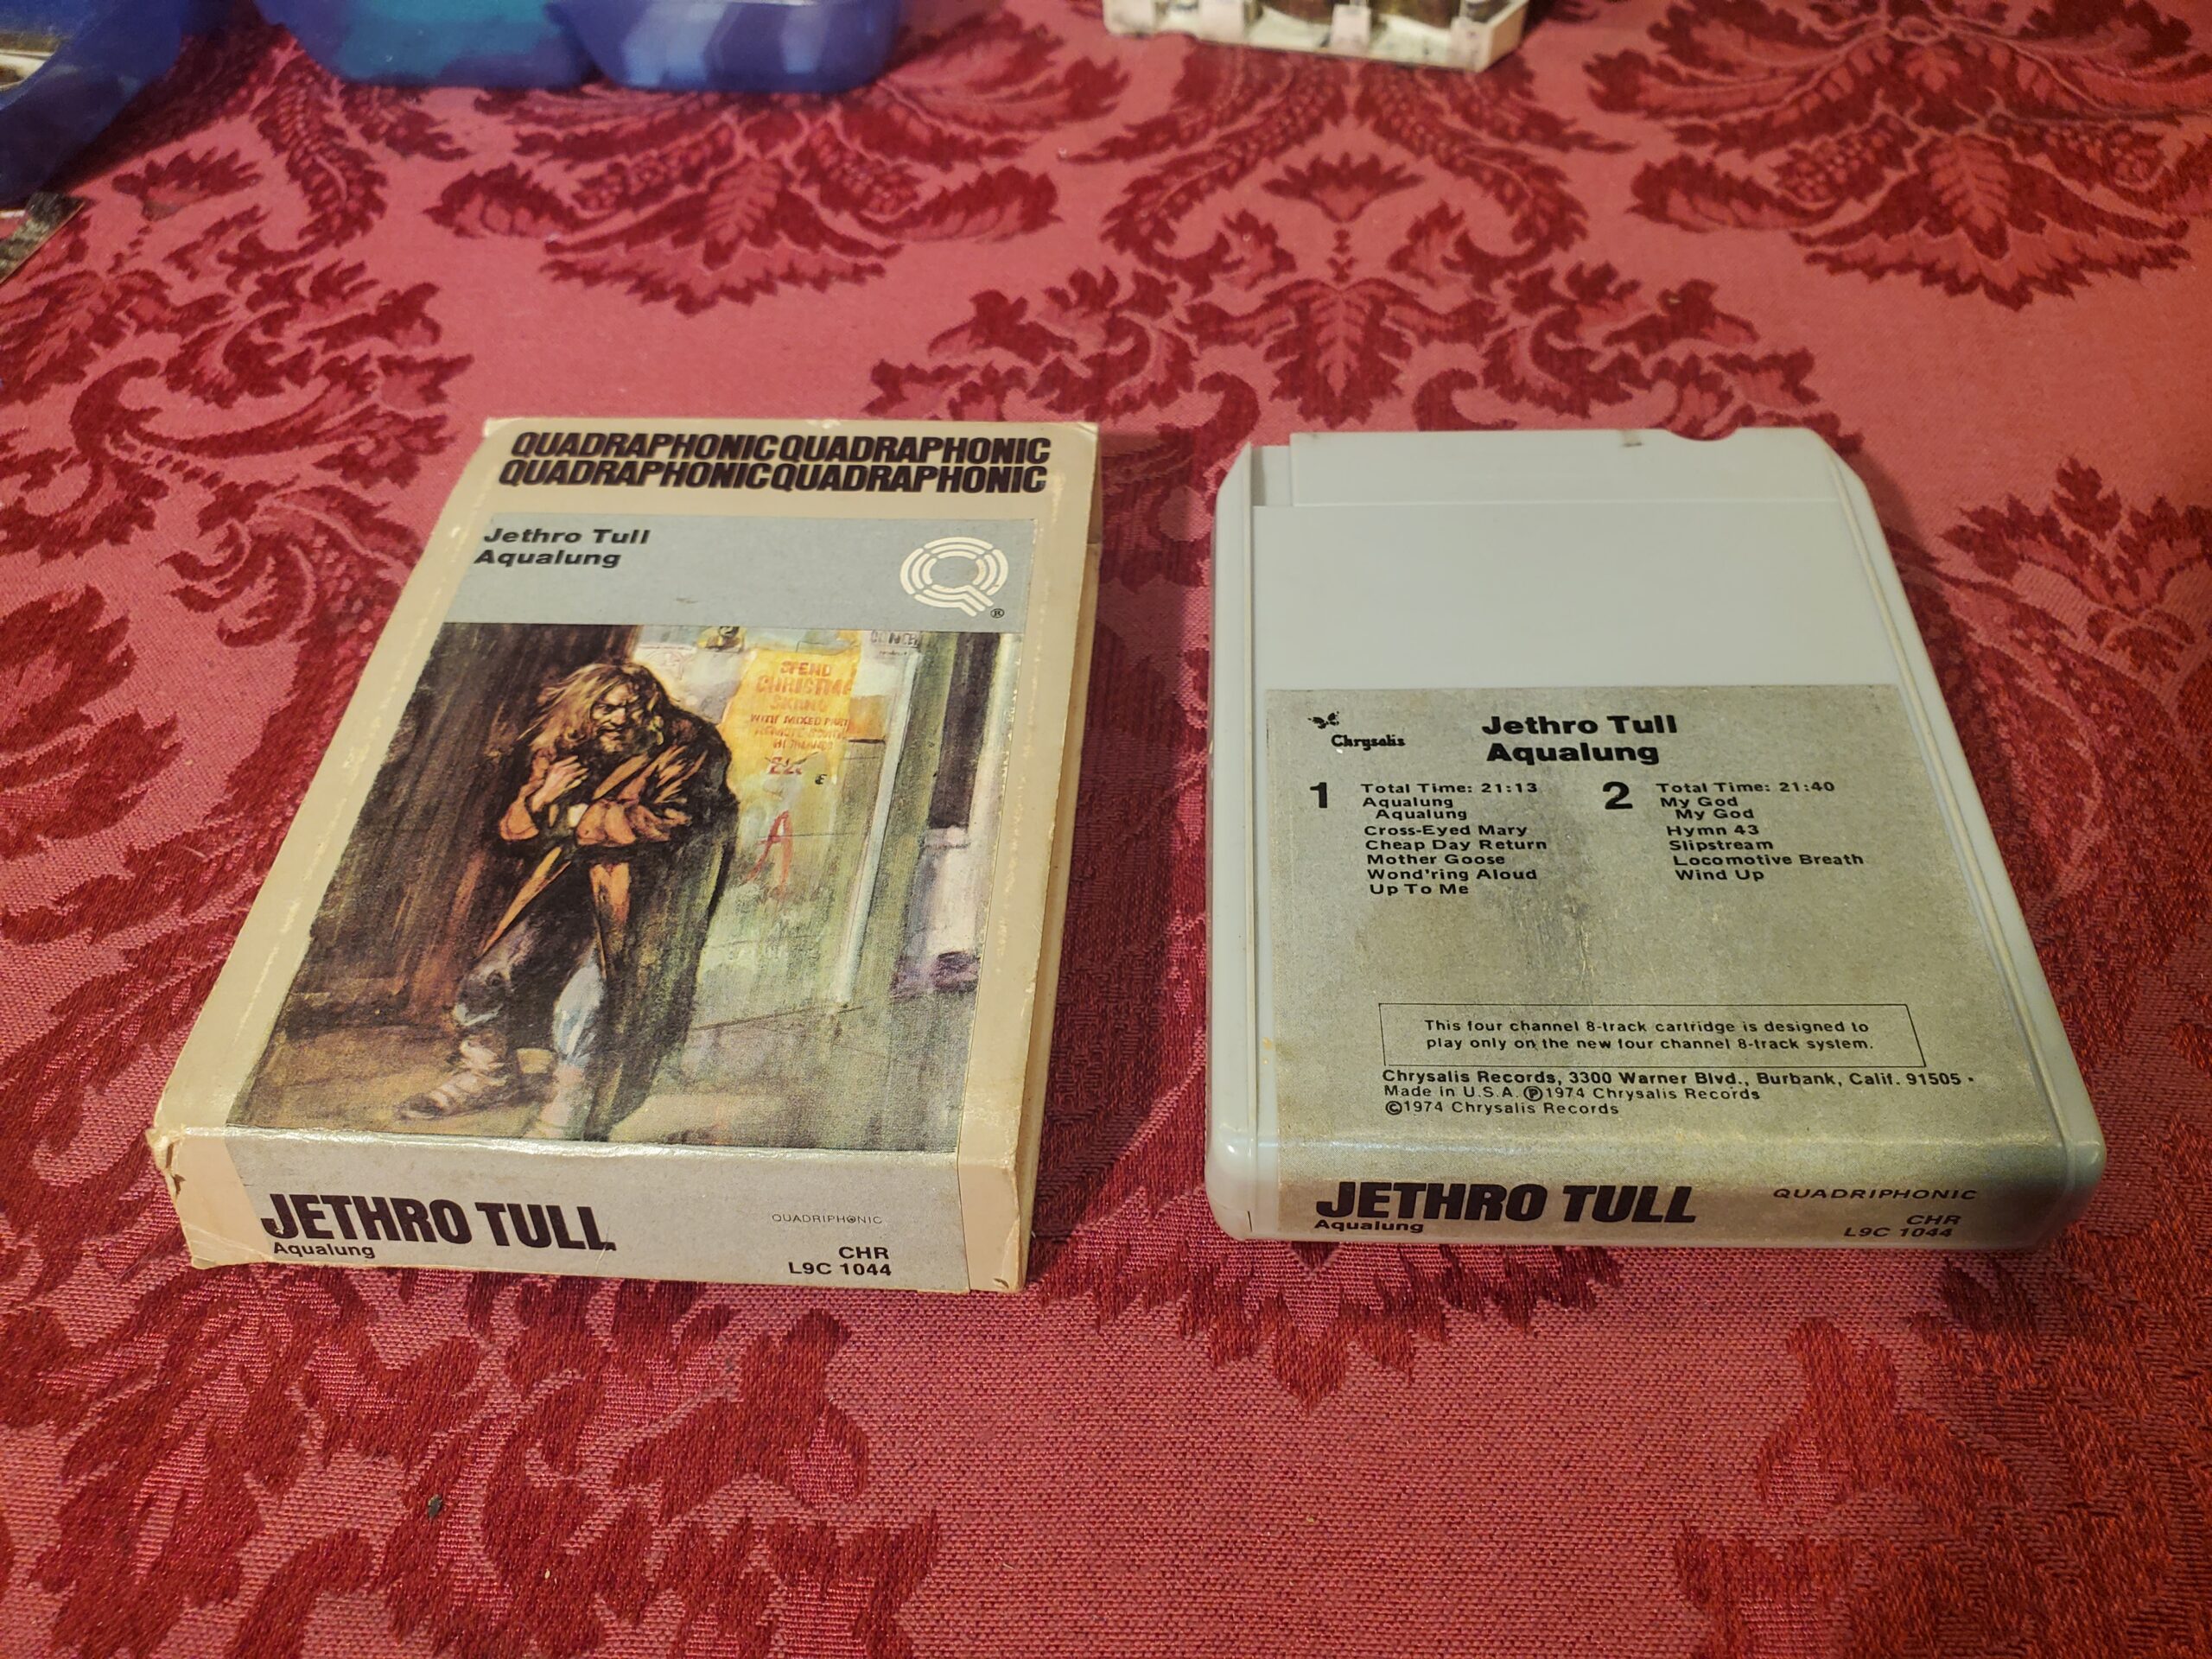 QUADRAPHONICQUADRAPHONIC
QUADRAPHONICQUADRAPHONIC
Jethro Tull
Aqualung
Q
®
SPEND
CHRISTMA
WITH MIXED
A
JETHRO TULL
Aqualung
QUADRIPHONIC
CHR
L9C 1044
Chrysalis
Jethro Tull
Aqualung
1
Total Time: 21:13
Aqualung
Aqualung
Cross-Eyed Mary
Cheap Day Return
Mother Goose
Wond'ring Aloud
Up To Me
2
Total Time: 21:40
My God
My God
Hymn 43
Slipstream
Locomotive Breath
Wind Up
This four channel 8-track cartridge is designed to
play only on the new four channel 8-track system.
Chrysalis Records, 3300 Warner Blvd., Burbank, Calif. 91505 •
Made in U.S.A. ℗1974 Chrysalis Records
©1974 Chrysalis Records
JETHRO TULL
Aqualung
QUADRIPHONIC
CHR
L9C 1044